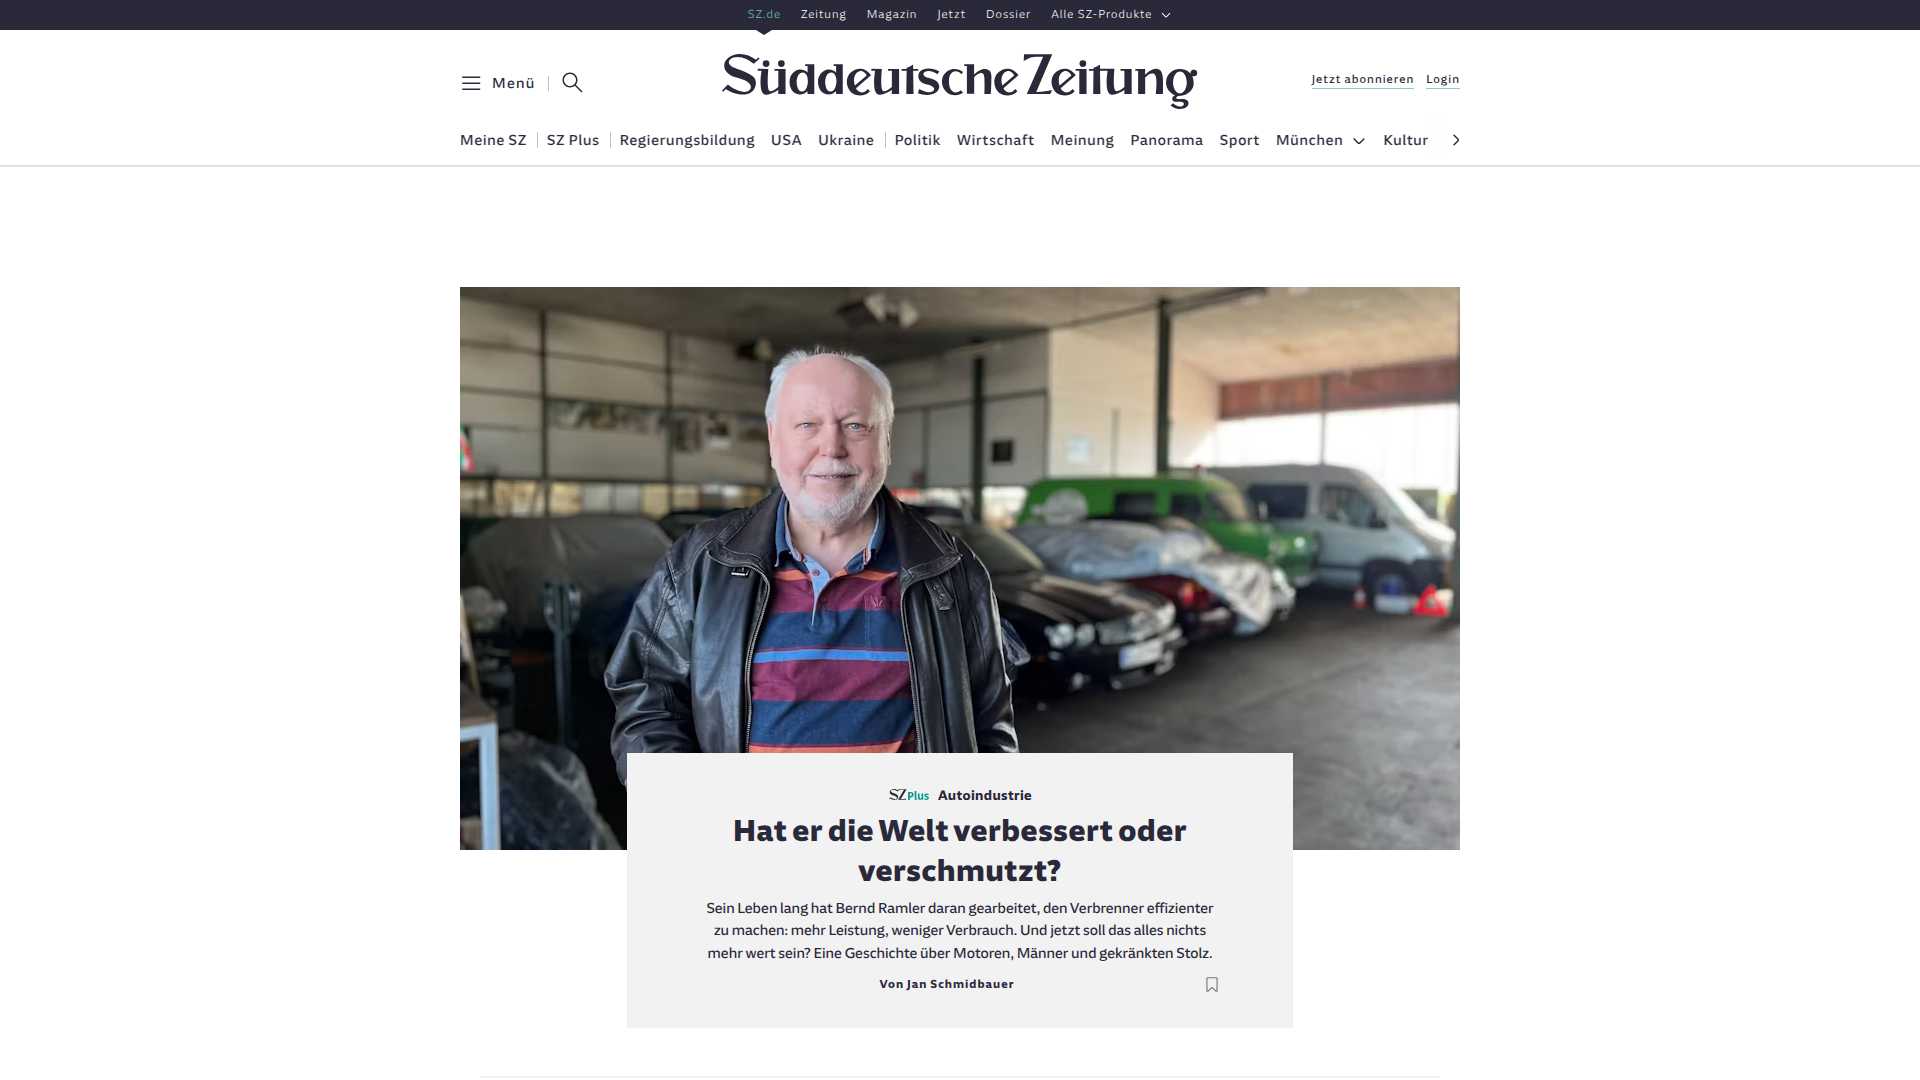 SZ.de Zeitung Magazin Jetzt Dossier Alle SZ-Produkte
Menü
Süddeutsche Zeitung
Jetzt abonnieren Login
Meine SZ SZ Plus Regierungsbildung USA Ukraine Politik Wirtschaft Meinung Panorama Sport München Kultur
SZ Plus Autoindustrie
Hat er die Welt verbessert oder
verschmutzt?
Sein Leben lang hat Bernd Ramler daran gearbeitet, den Verbrenner effizienter
zu machen: mehr Leistung, weniger Verbrauch. Und jetzt soll das alles nichts
mehr wert sein? Eine Geschichte über Motoren, Männer und gekränkten Stolz.
Von Jan Schmidbauer